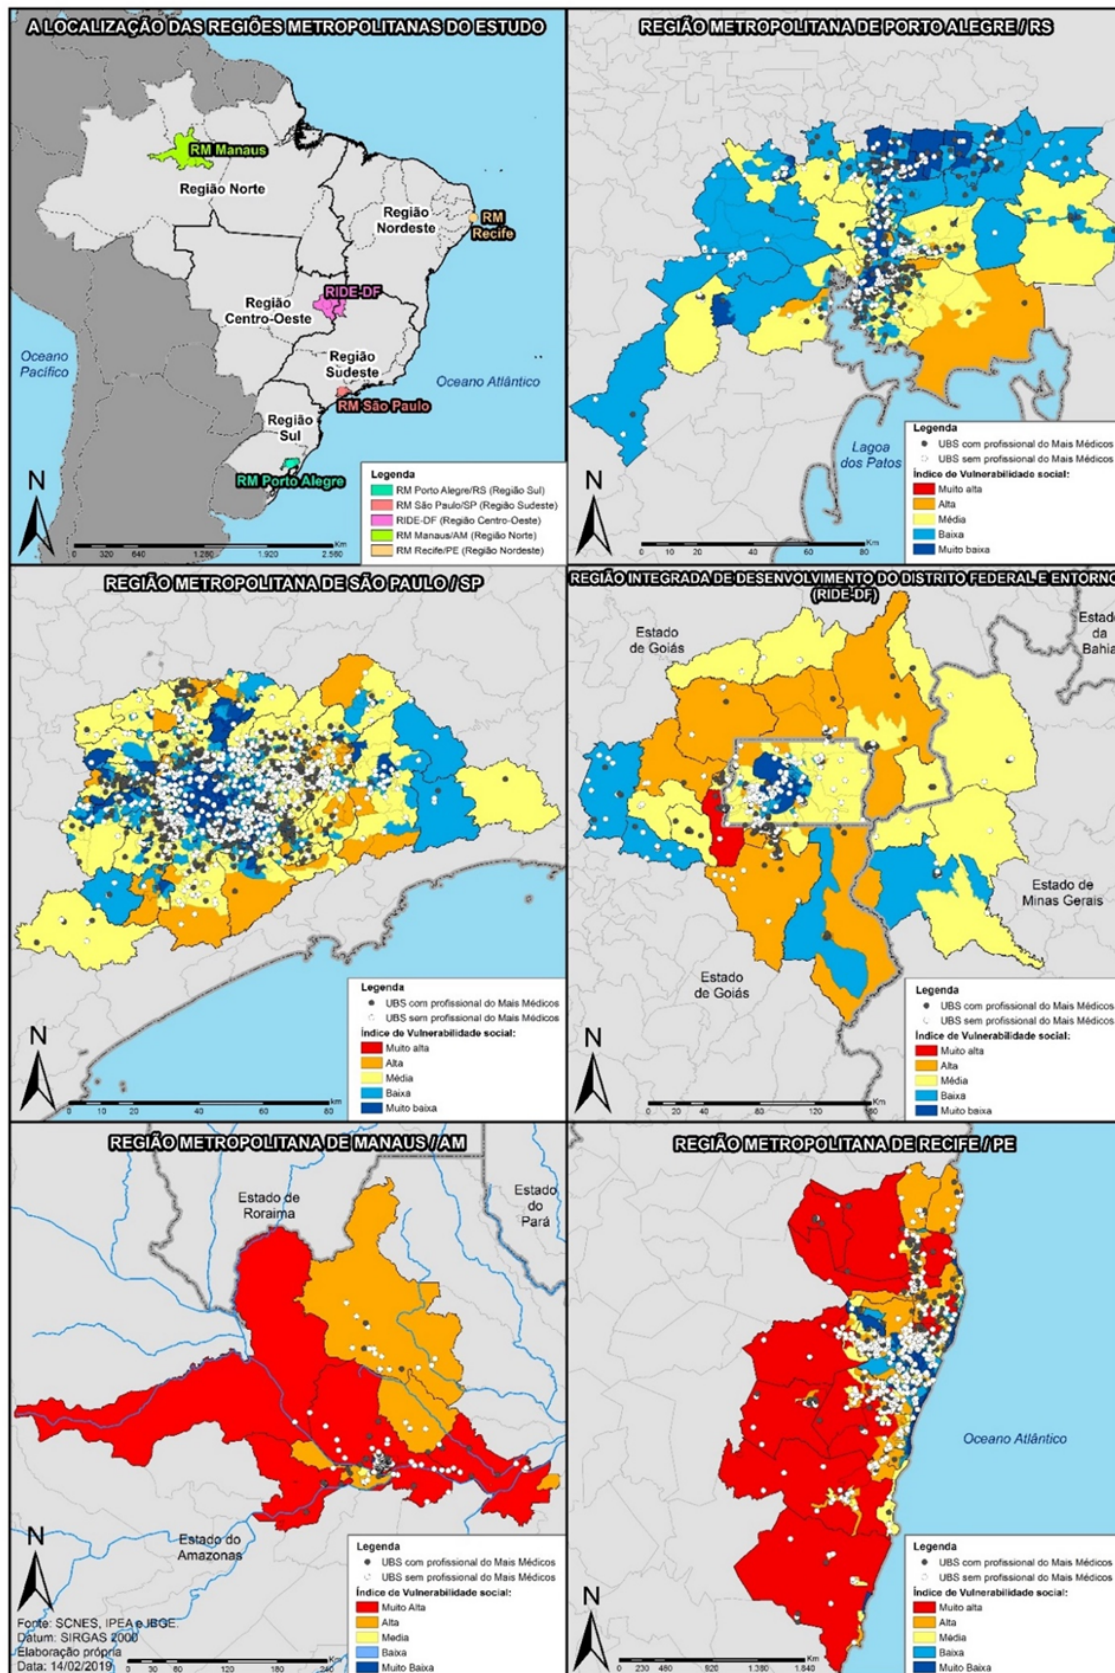 A LOCALIZAÇÃO DAS REGIÕES METROPOLITANAS DO ESTUDO
RM Manaus
Região Norte
Região
Nordeste
RM
Recife
RIDE-DF
Região
Centro-Oeste
Região
Sudeste
Oceano
Pacífico
Oceano Atlântico
RM São Paulo
Região
Sul
RM Porto Alegre
N
Legenda
RM Porto Alegre/RS (Região Sul)
RM São Paulo/SP (Região Sudeste)
RIDE-DF (Região Centro-Oeste)
RM Manaus/AM (Região Norte)
RM Recife/PE (Região Nordeste)
0 320 640 1.280 1.920 2.560
Km
REGIÃO METROPOLITANA DE PORTO ALEGRE / RS
Lagoa
dos Patos
N
Legenda
UBS com profissional do Mais Médicos
UBS sem profissional do Mais Médicos
Índice de Vulnerabilidade social:
Muito alta
Alta
Média
Baixa
Muito baixa
0 10 20 40 60 80
Km
REGIÃO METROPOLITANA DE SÃO PAULO / SP
N
Legenda
UBS com profissional do Mais Médicos
UBS sem profissional do Mais Médicos
Índice de Vulnerabilidade social:
Muito alta
Alta
Média
Baixa
Muito baixa
0 10 20 40 60 80
km
REGIÃO INTEGRADA DE DESENVOLVIMENTO DO DISTRITO FEDERAL E ENTORNO
(RIDE-DF)
Estado
de Goiás
Estado
da
Bahia
Estado de
Minas Gerais
Estado
de Goiás
N
Legenda
UBS com profissional do Mais Médicos
UBS sem profissional do Mais Médicos
Índice de Vulnerabilidade social:
Muito alta
Alta
Média
Baixa
Muito baixa
0 20 40 80 120 160
Km
REGIÃO METROPOLITANA DE MANAUS / AM
Estado de
Roraima
Estado
do
Pará
Estado do
Amazonas
N
Fonte: SCNES, IPEA e IBGE.
Datum: SIRGAS 2000
Elaboração própria
Data: 14/02/2019
Legenda
UBS com profissional do Mais Médicos
UBS sem profissional do Mais Médicos
Índice de Vulnerabilidade social:
Muito Alta
Alta
Media
Baixa
Muito Baixa
0 30 60 120 180 240
Km
REGIÃO METROPOLITANA DE RECIFE / PE
Oceano Atlântico
N
Legenda
UBS com profissional do Mais Médicos
UBS sem profissional do Mais Médicos
Índice de Vulnerabilidade social:
Muito alta
Alta
Média
Baixa
Muito Baixa
0 230 460 920 1.380 1.840
Km